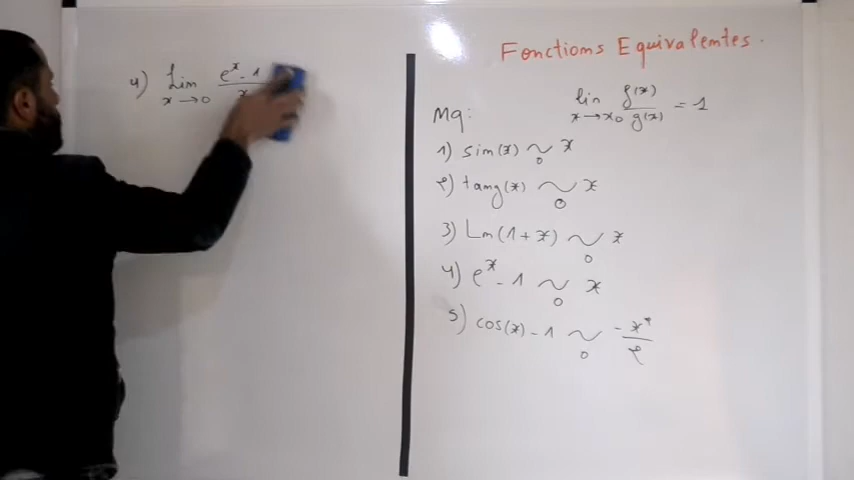 4) Lim x→0 e^x - 1 / x
Fonctions Equivalentes.
Mq: lim x→x0 f(x)/g(x) = 1
1) sin(x) ~0 x
2) tang(x) ~0 x
3) Ln(1+x) ~0 x
4) e^x - 1 ~0 x
5) cos(x) - 1 ~0 -x²/2